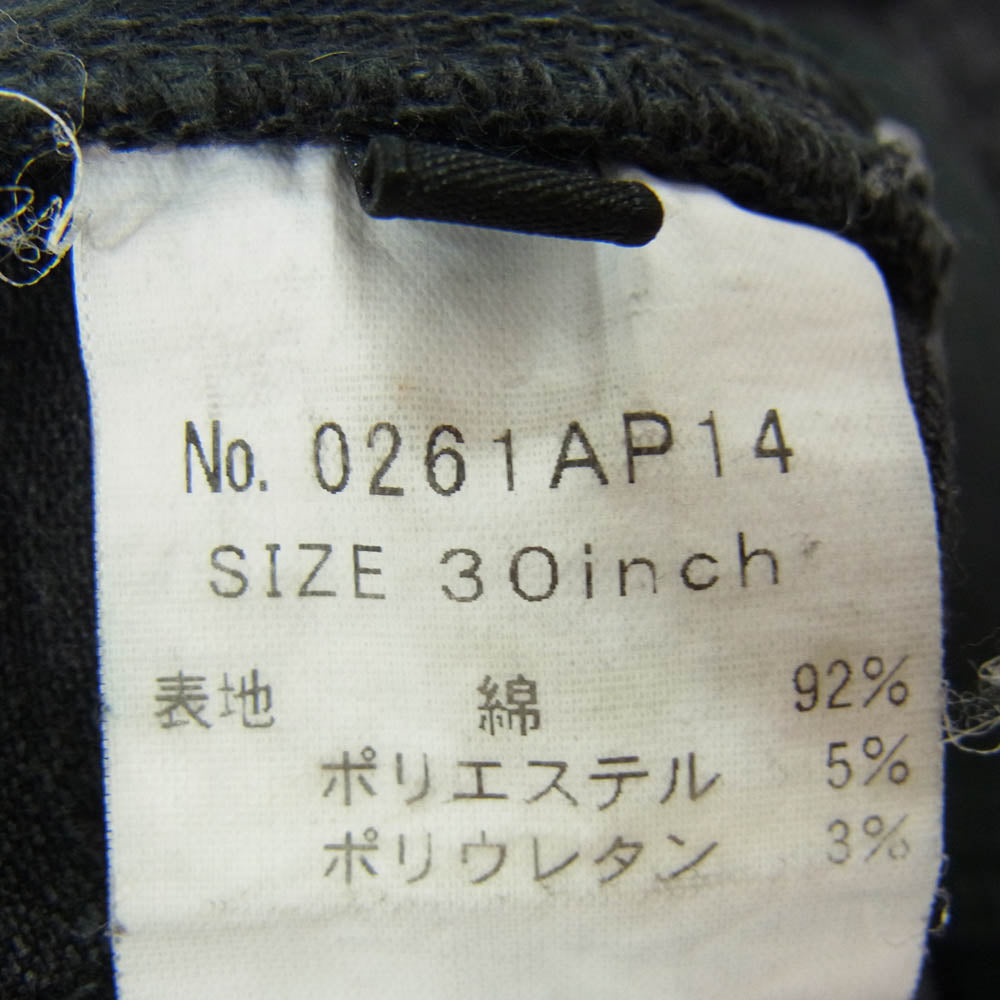 No. 0261AP14
SIZE 30inch
表地 綿 92%
ポリエステル 5%
ポリウレタン 3%